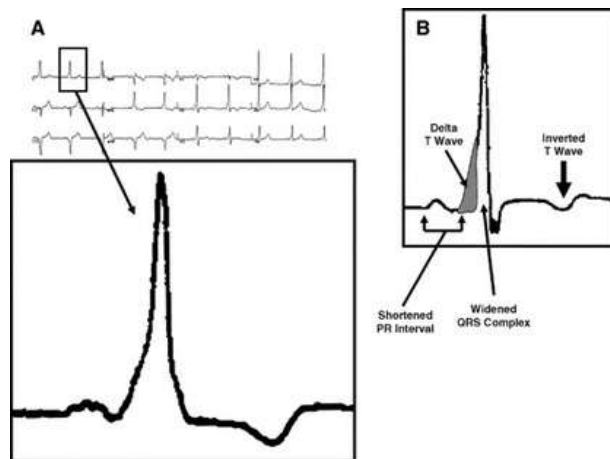 A
B
Delta
T Wave
Inverted
T Wave
Shortened
PR Interval
Widened
QRS Complex